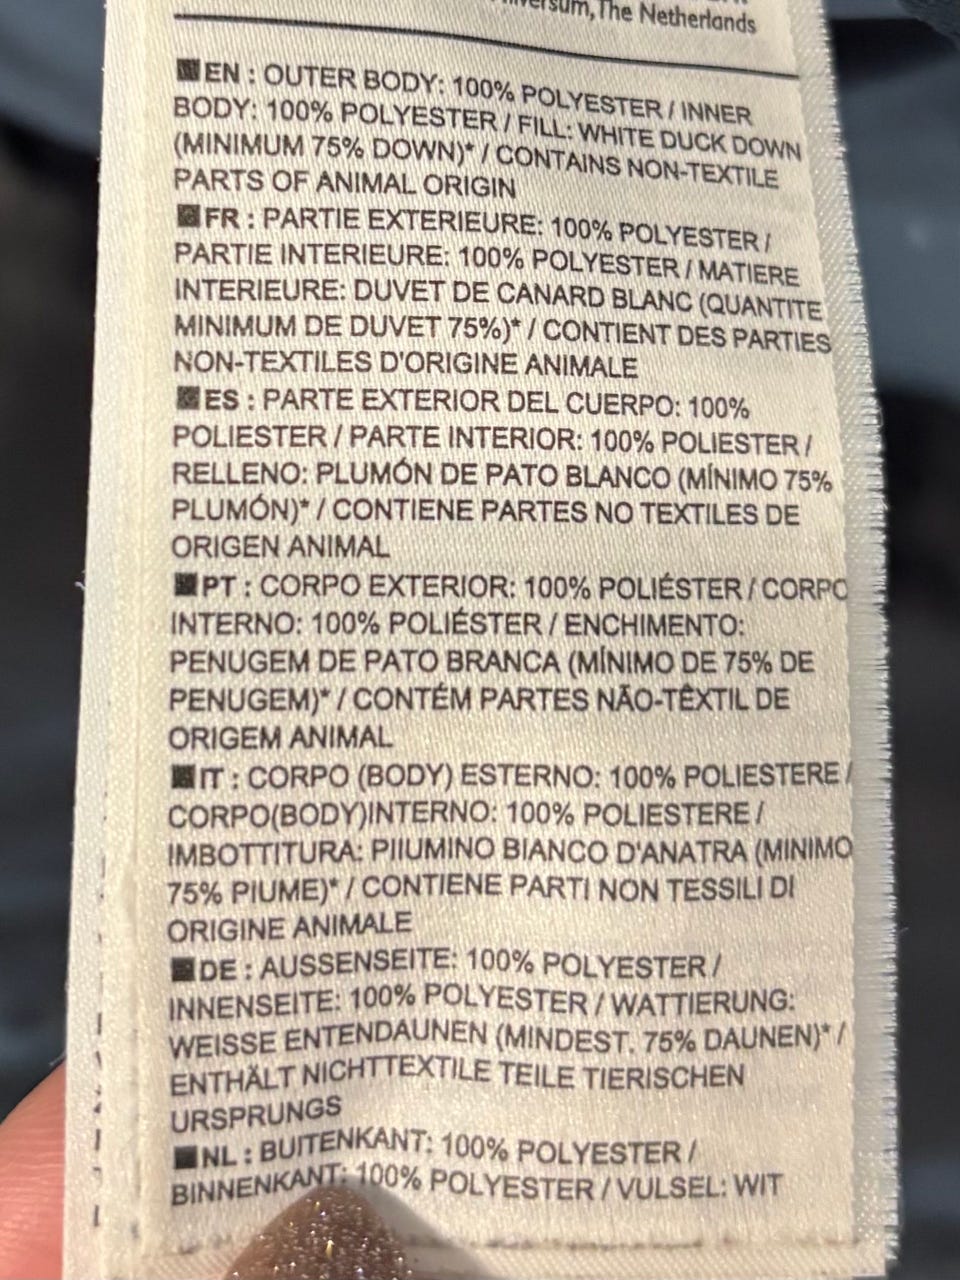 The Netherlands
EN : OUTER BODY: 100% POLYESTER / INNER
BODY: 100% POLYESTER / FILL: WHITE DUCK DOWN
(MINIMUM 75% DOWN)* / CONTAINS NON-TEXTILE
PARTS OF ANIMAL ORIGIN
FR : PARTIE EXTERIEURE: 100% POLYESTER /
PARTIE INTERIEURE: 100% POLYESTER / MATIERE
INTERIEURE: DUVET DE CANARD BLANC (QUANTITE
MINIMUM DE DUVET 75%)* / CONTIENT DES PARTIES
NON-TEXTILES D'ORIGINE ANIMALE
ES : PARTE EXTERIOR DEL CUERPO: 100%
POLIESTER / PARTE INTERIOR: 100% POLIESTER /
RELLENO: PLUMÓN DE PATO BLANCO (MÍNIMO 75%
PLUMÓN)* / CONTIENE PARTES NO TEXTILES DE
ORIGEN ANIMAL
PT : CORPO EXTERIOR: 100% POLIÉSTER / CORPO
INTERNO: 100% POLIÉSTER / ENCHIMENTO:
PENUGEM DE PATO BRANCA (MÍNIMO DE 75% DE
PENUGEM)* / CONTÉM PARTES NÃO-TÊXTIL DE
ORIGEM ANIMAL
IT : CORPO (BODY) ESTERNO: 100% POLIESTERE /
CORPO(BODY)INTERNO: 100% POLIESTERE /
IMBOTTITURA: PIIUMINO BIANCO D'ANATRA (MINIMO
75% PIUME)* / CONTIENE PARTI NON TESSILI DI
ORIGINE ANIMALE
DE : AUSSENSEITE: 100% POLYESTER /
INNENSEITE: 100% POLYESTER / WATTIERUNG:
WEISSE ENTENDAUNEN (MINDEST. 75% DAUNEN)* /
ENTHÄLT NICHTTEXTILE TEILE TIERISCHEN
URSPRUNGS
NL : BUITENKANT: 100% POLYESTER /
BINNENKANT: 100% POLYESTER / VULSEL: WIT